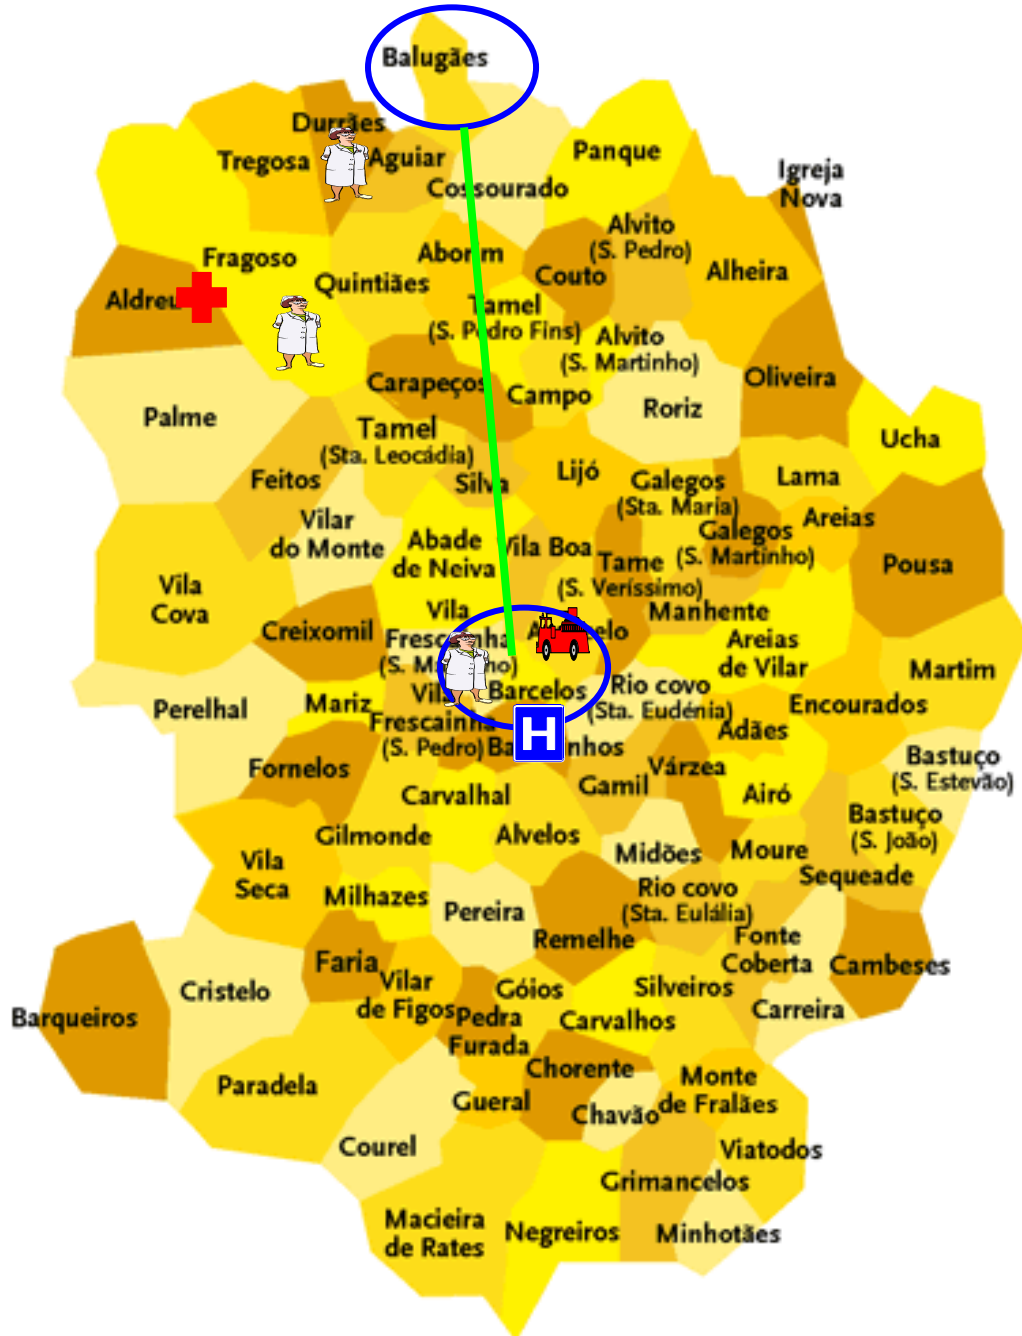 Balugães
Durrães
Tregosa
Aguiar
Cossourado
Panque
Igreja
Nova
Alvito
(S. Pedro)
Fragoso
Quintiães
Aborim
Couto
Alheira
Aldreu
Tamel
(S. Pedro Fins)
Alvito
(S. Martinho)
Carapeços
Campo
Oliveira
Palme
Roriz
Tamel
(Sta. Leocádia)
Ucha
Feitos
Silva
Lijó
Galegos
(Sta. Maria)
Lama
Vilar
do Monte
Abade
de Neiva
Vila Boa
Galegos
(S. Martinho)
Areias
Tame
(S. Veríssimo)
Pousa
Vila
Cova
Creixomil
Vila
Frescainha
Manhente
Areias
de Vilar
Martim
Perelhal
Mariz
Barcelos
Rio covo
(Sta. Eudénia)
Encourados
Vila
Frescainha
(S. Pedro)
H
Adães
Fornelos
Carvalhal
Gamil
Várzea
Airó
Bastuço
(S. Estevão)
Gilmonde
Alvelos
Midões
Moure
Bastuço
(S. João)
Vila
Seca
Milhazes
Pereira
Rio covo
(Sta. Eulália)
Sequeade
Remelhe
Fonte
Coberta
Cambeses
Faria
Vilar
de Figos
Cristelo
Góios
Silveiros
Carreira
Barqueiros
Pedra
Furada
Carvalhos
Paradela
Chorente
Monte
de Fralães
Gueral
Chavão
Courel
Viatodos
Grimancelos
Macieira
de Rates
Negreiros
Minhotães